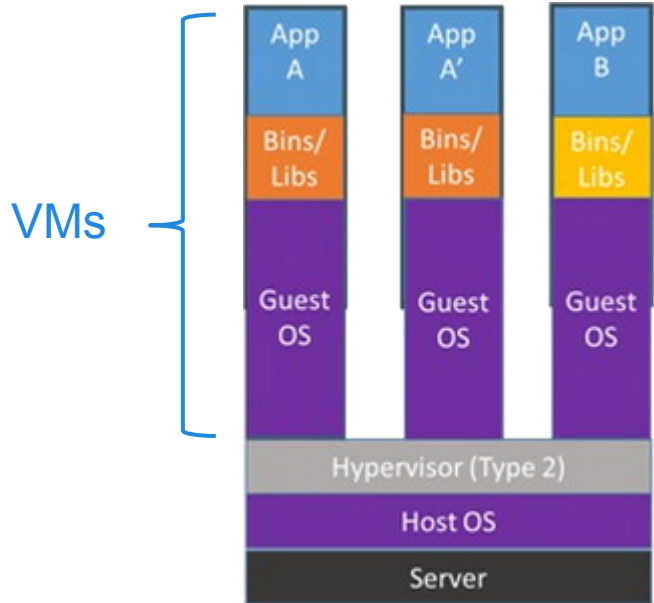 App
A
App
A'
App
B
Bins/
Libs
Bins/
Libs
Bins/
Libs
VMs
Guest
OS
Guest
OS
Guest
OS
Hypervisor (Type 2)
Host OS
Server